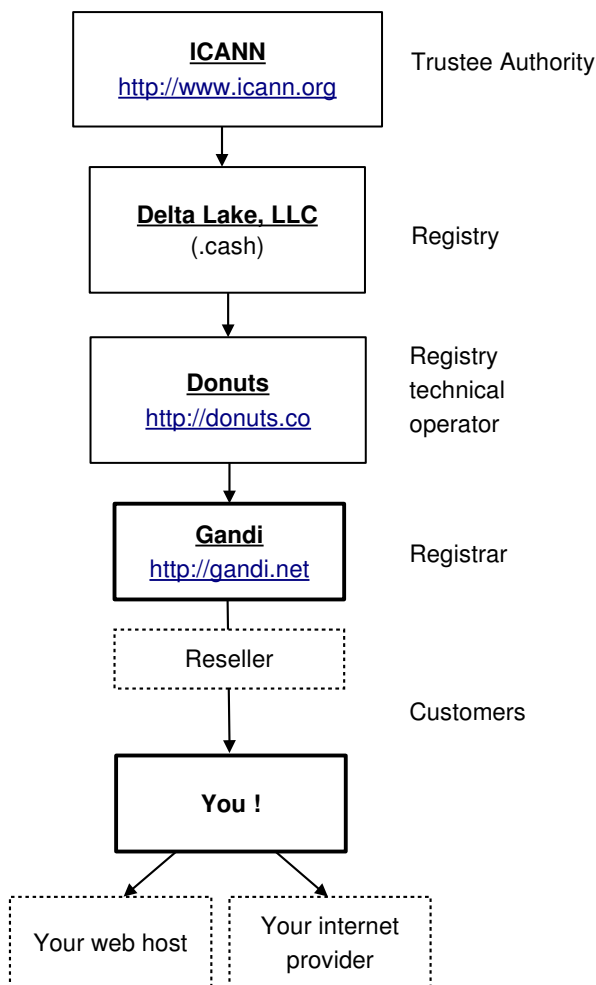 ICANN
http://www.icann.org
Trustee Authority
Delta Lake, LLC
(.cash)
Registry
Donuts
http://donuts.co
Registry
technical
operator
Gandi
http://gandi.net
Registrar
Reseller
Customers
You !
Your web host
Your internet
provider